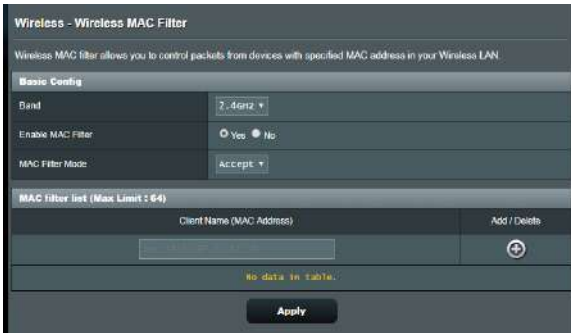 Wireless - Wireless MAC Filter
Wireless MAC filter allows you to control packets from devices with specified MAC address in your Wireless LAN.
Basic Config
Band
2.4GHz
Enable MAC Filter
Yes No
MAC Filter Mode
Accept
MAC filter list (Max Limit : 64)
Client Name (MAC Address) Add / Delete
No data in table.
Apply